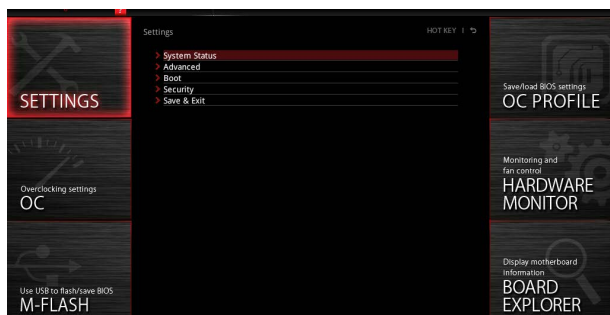 Settings
HOT KEY |
System Status
Advanced
Boot
Security
Save & Exit
SETTINGS
Overclocking settings
OC
Use USB to flash/save BIOS
M-FLASH
Save/load BIOS settings
OC PROFILE
Monitoring and
fan control
HARDWARE
MONITOR
Display motherboard
information
BOARD
EXPLORER